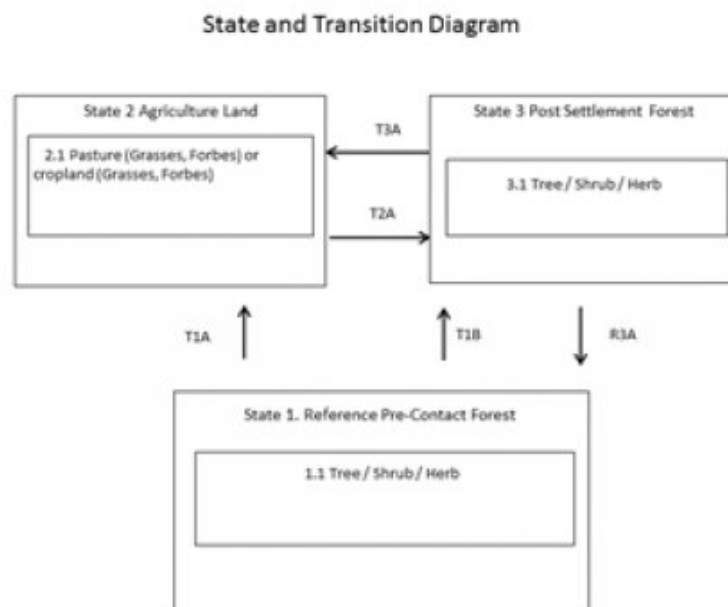 State and Transition Diagram
State 2 Agriculture Land
2.1 Pasture (Grasses, Forbes) or
cropland (Grasses, Forbes)
T3A
T2A
State 3 Post Settlement Forest
3.1 Tree / Shrub / Herb
T1A
T1B
R3A
State 1. Reference Pre-Contact Forest
1.1 Tree / Shrub / Herb